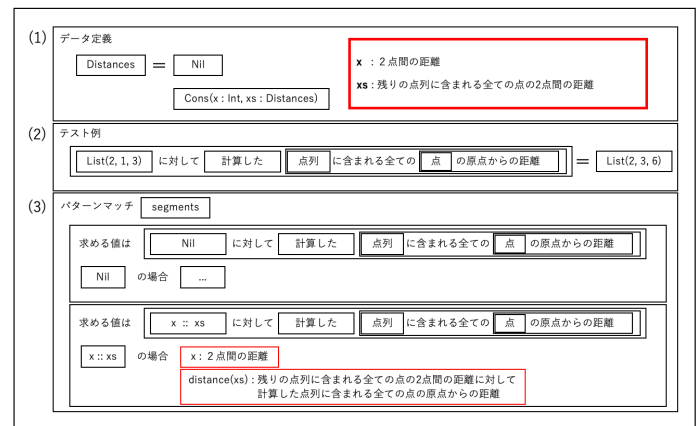 (1) データ定義
Distances = Nil
Cons(x : Int, xs : Distances)
x : 2点間の距離
xs : 残りの点列に含まれる全ての点の2点間の距離
(2) テスト例
List(2, 1, 3) に対して 計算した 点列 に含まれる全ての 点 の原点からの距離 = List(2, 3, 6)
(3) パターンマッチ segments
求める値は Nil に対して 計算した 点列 に含まれる全ての 点 の原点からの距離
Nil の場合 ...
求める値は x :: xs に対して 計算した 点列 に含まれる全ての 点 の原点からの距離
x :: xs の場合 x : 2点間の距離
distance(xs) : 残りの点列に含まれる全ての点の2点間の距離に対して
計算した点列に含まれる全ての点の原点からの距離